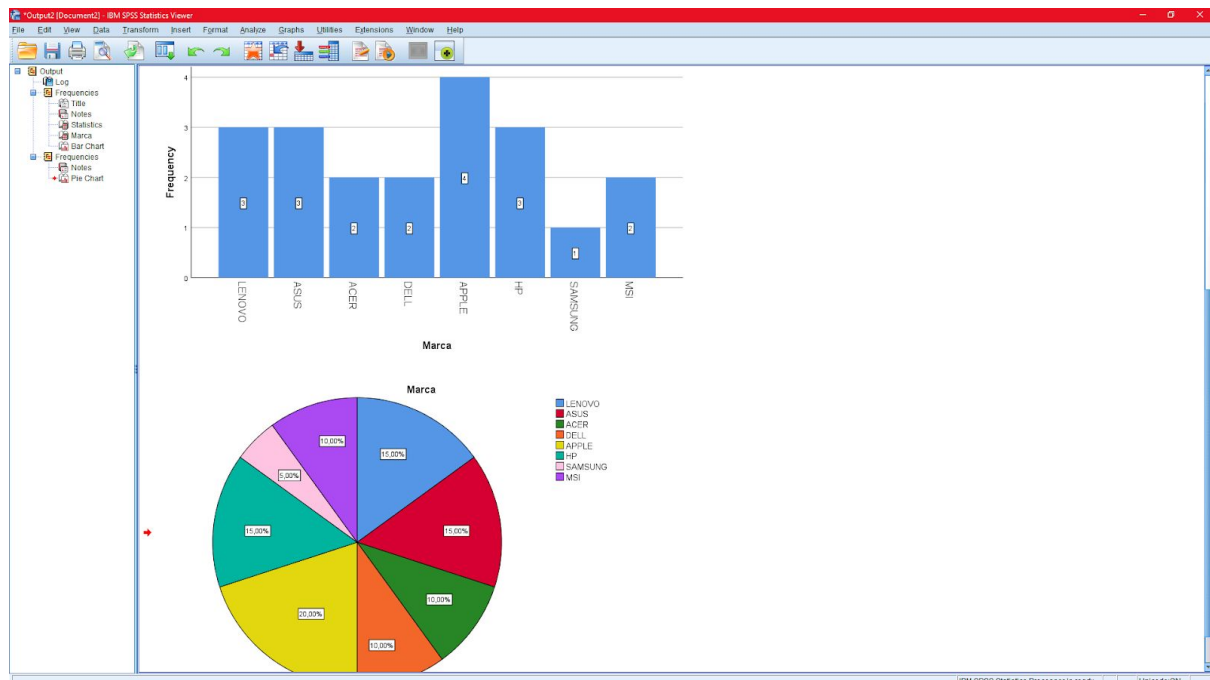 *Output2 [Document2] - IBM SPSS Statistics Viewer
File Edit View Data Transform Insert Format Analyze Graphs Utilities Extensions Window Help
Output
Log
Frequencies
Title
Notes
Statistics
Marca
Bar Chart
Frequencies
Notes
Pie Chart
Frequency
4
3
2
1
0
3
3
2
2
4
3
1
2
LENOVO
ASUS
ACER
DELL
APPLE
HP
SAMSUNG
MSI
Marca
Marca
LENOVO
ASUS
ACER
DELL
APPLE
HP
SAMSUNG
MSI
10,00%
15,00%
5,00%
15,00%
15,00%
10,00%
20,00%
10,00%